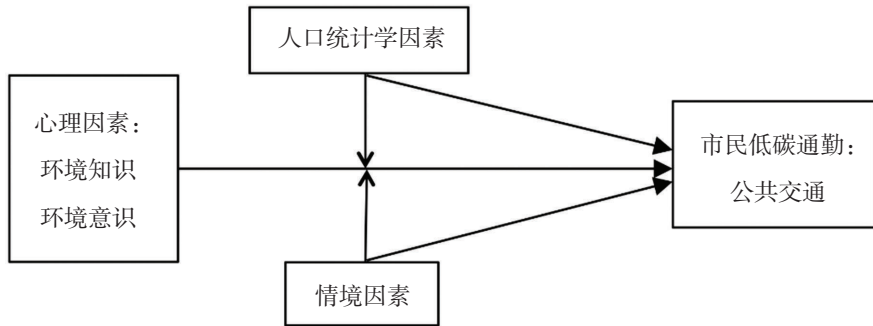 人口统计学因素
心理因素：
环境知识
环境意识
市民低碳通勤：
公共交通
情境因素